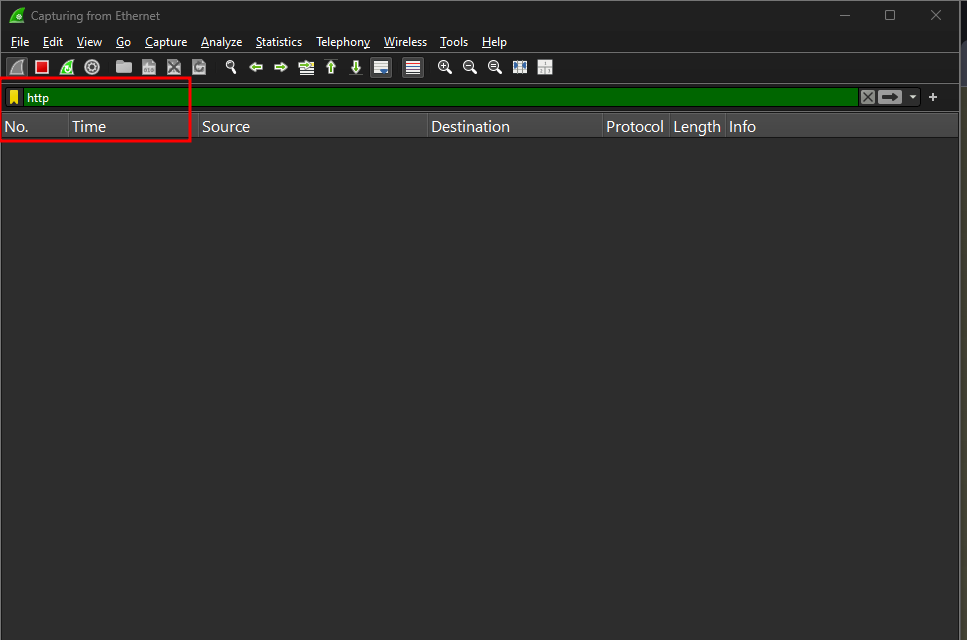 Capturing from Ethernet
File Edit View Go Capture Analyze Statistics Telephony Wireless Tools Help
http
No. Time Source Destination Protocol Length Info